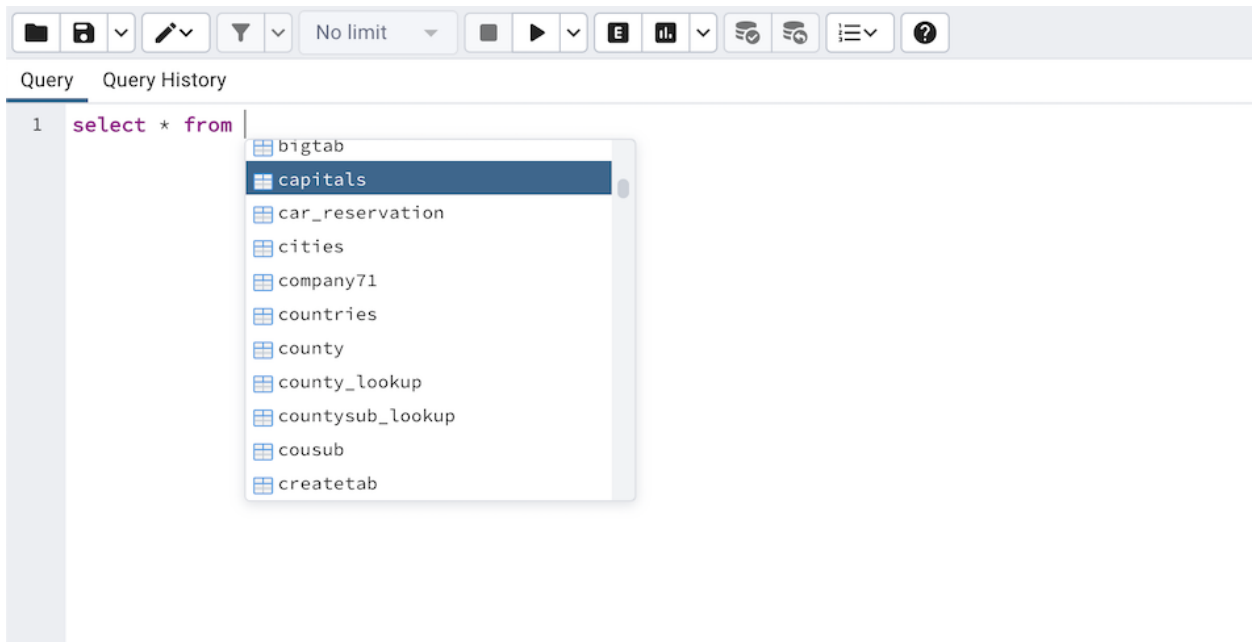 No limit
E
Query Query History
1 select * from
bigtab
capitals
car_reservation
cities
company71
countries
county
county_lookup
countysub_lookup
cousub
createtab